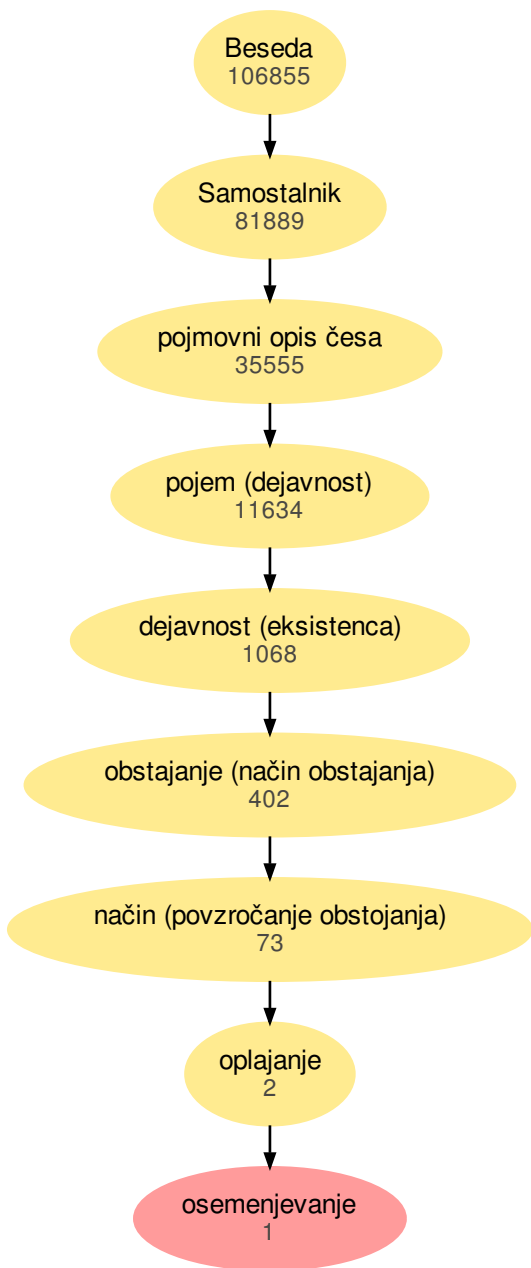 Beseda
106855
Samostalnik
81889
pojmovni opis česa
35555
pojem (dejavnost)
11634
dejavnost (eksistenca)
1068
obstajanje (način obstajanja)
402
način (povzročanje obstojanja)
73
oplajanje
2
osemenjevanje
1